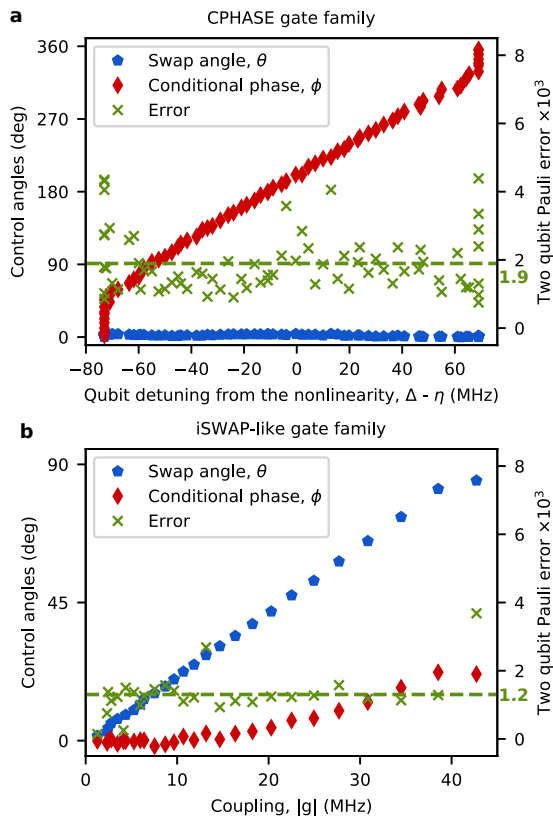 a
CPHASE gate family
Control angles (deg)
360
270
180
90
0
Swap angle, θ
Conditional phase, ϕ
Error
8
6
4
2
0
1.9
Two qubit Pauli error ×10³
−80 −60 −40 −20 0 20 40 60
Qubit detuning from the nonlinearity, Δ - η (MHz)
b
iSWAP-like gate family
Control angles (deg)
90
45
0
Swap angle, θ
Conditional phase, ϕ
Error
8
6
4
2
0
1.2
Two qubit Pauli error ×10³
0 10 20 30 40
Coupling, |g| (MHz)